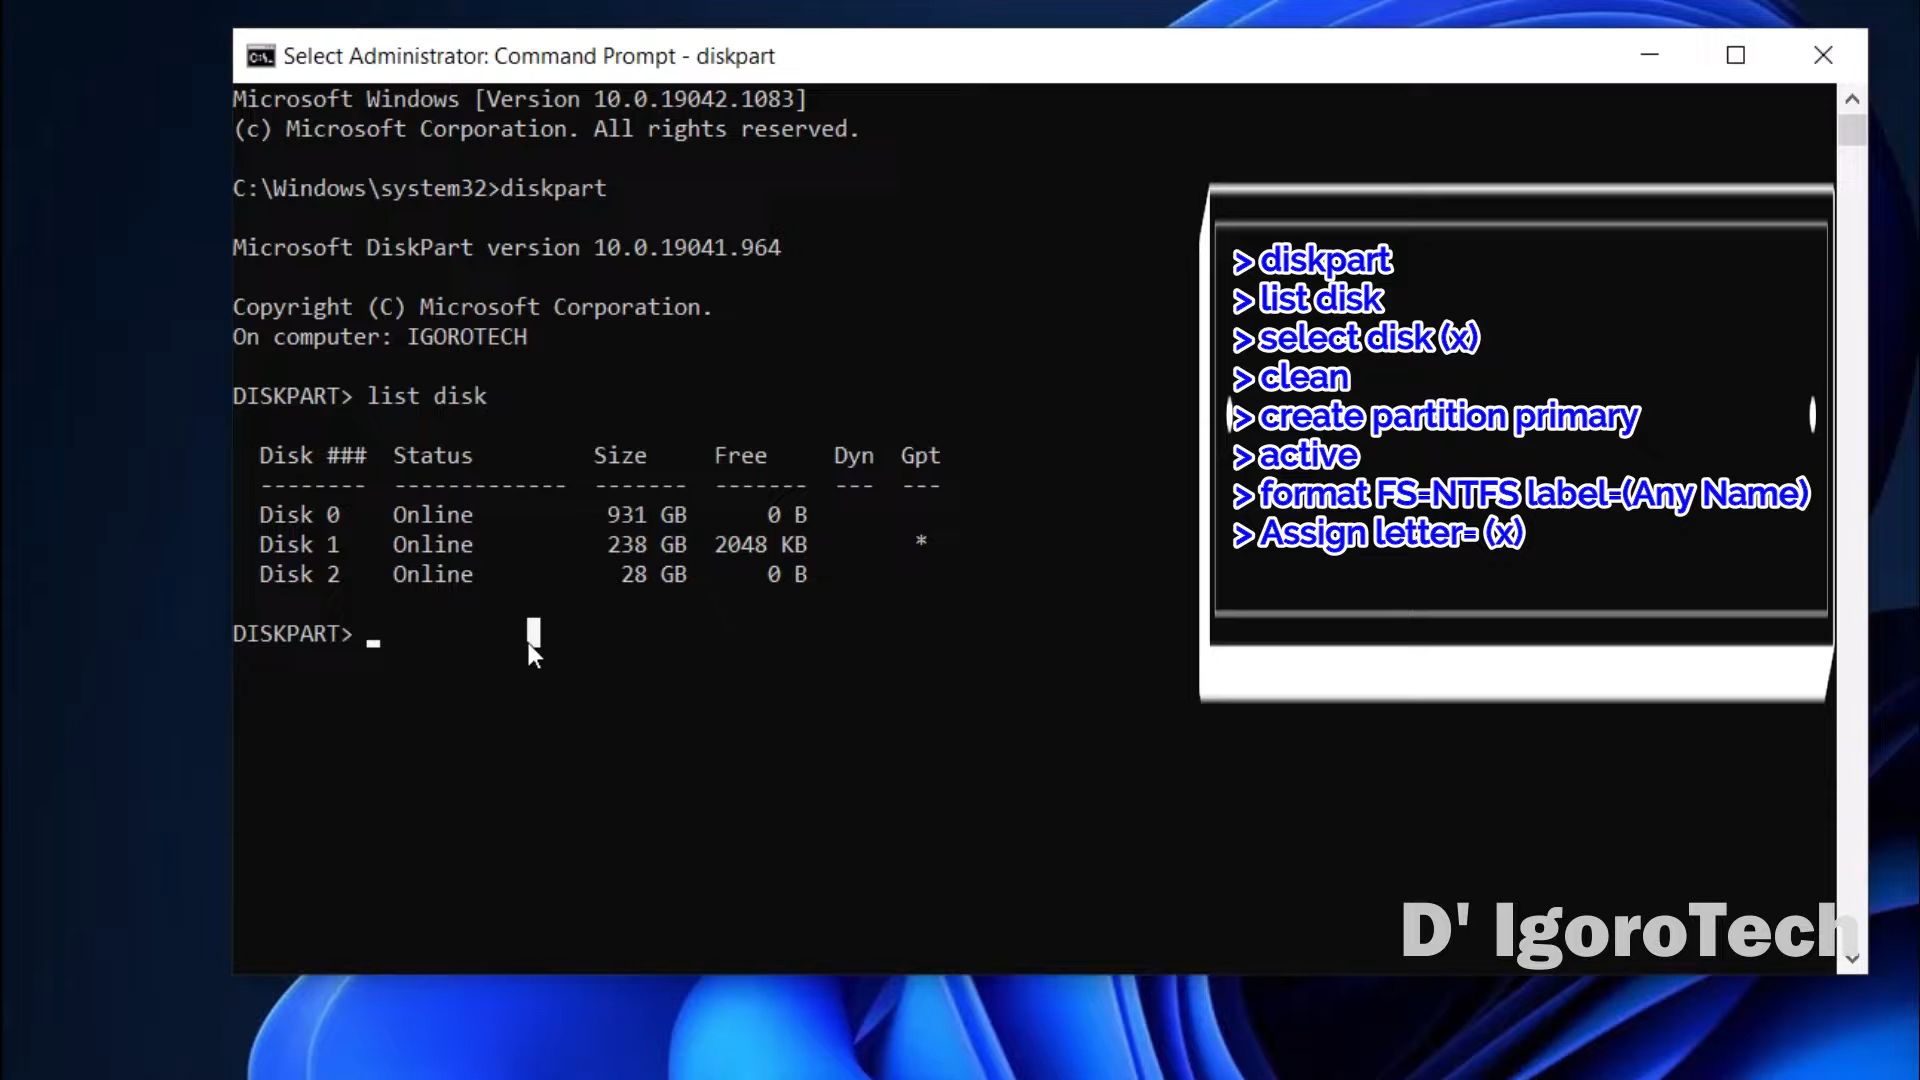 Select Administrator: Command Prompt - diskpart
Microsoft Windows [Version 10.0.19042.1083]
(c) Microsoft Corporation. All rights reserved.
C:\Windows\system32>diskpart
Microsoft DiskPart version 10.0.19041.964
Copyright (C) Microsoft Corporation.
On computer: IGOROTECH
DISKPART> list disk
Disk ### Status Size Free Dyn Gpt
-------- ------------- ------- ------- --- ---
Disk 0 Online 931 GB 0 B
Disk 1 Online 238 GB 2048 KB *
Disk 2 Online 28 GB 0 B
DISKPART>
> diskpart
> list disk
> select disk (x)
> clean
> create partition primary
> active
> format FS=NTFS label=(Any Name)
> Assign letter= (x)
D' IgoroTech